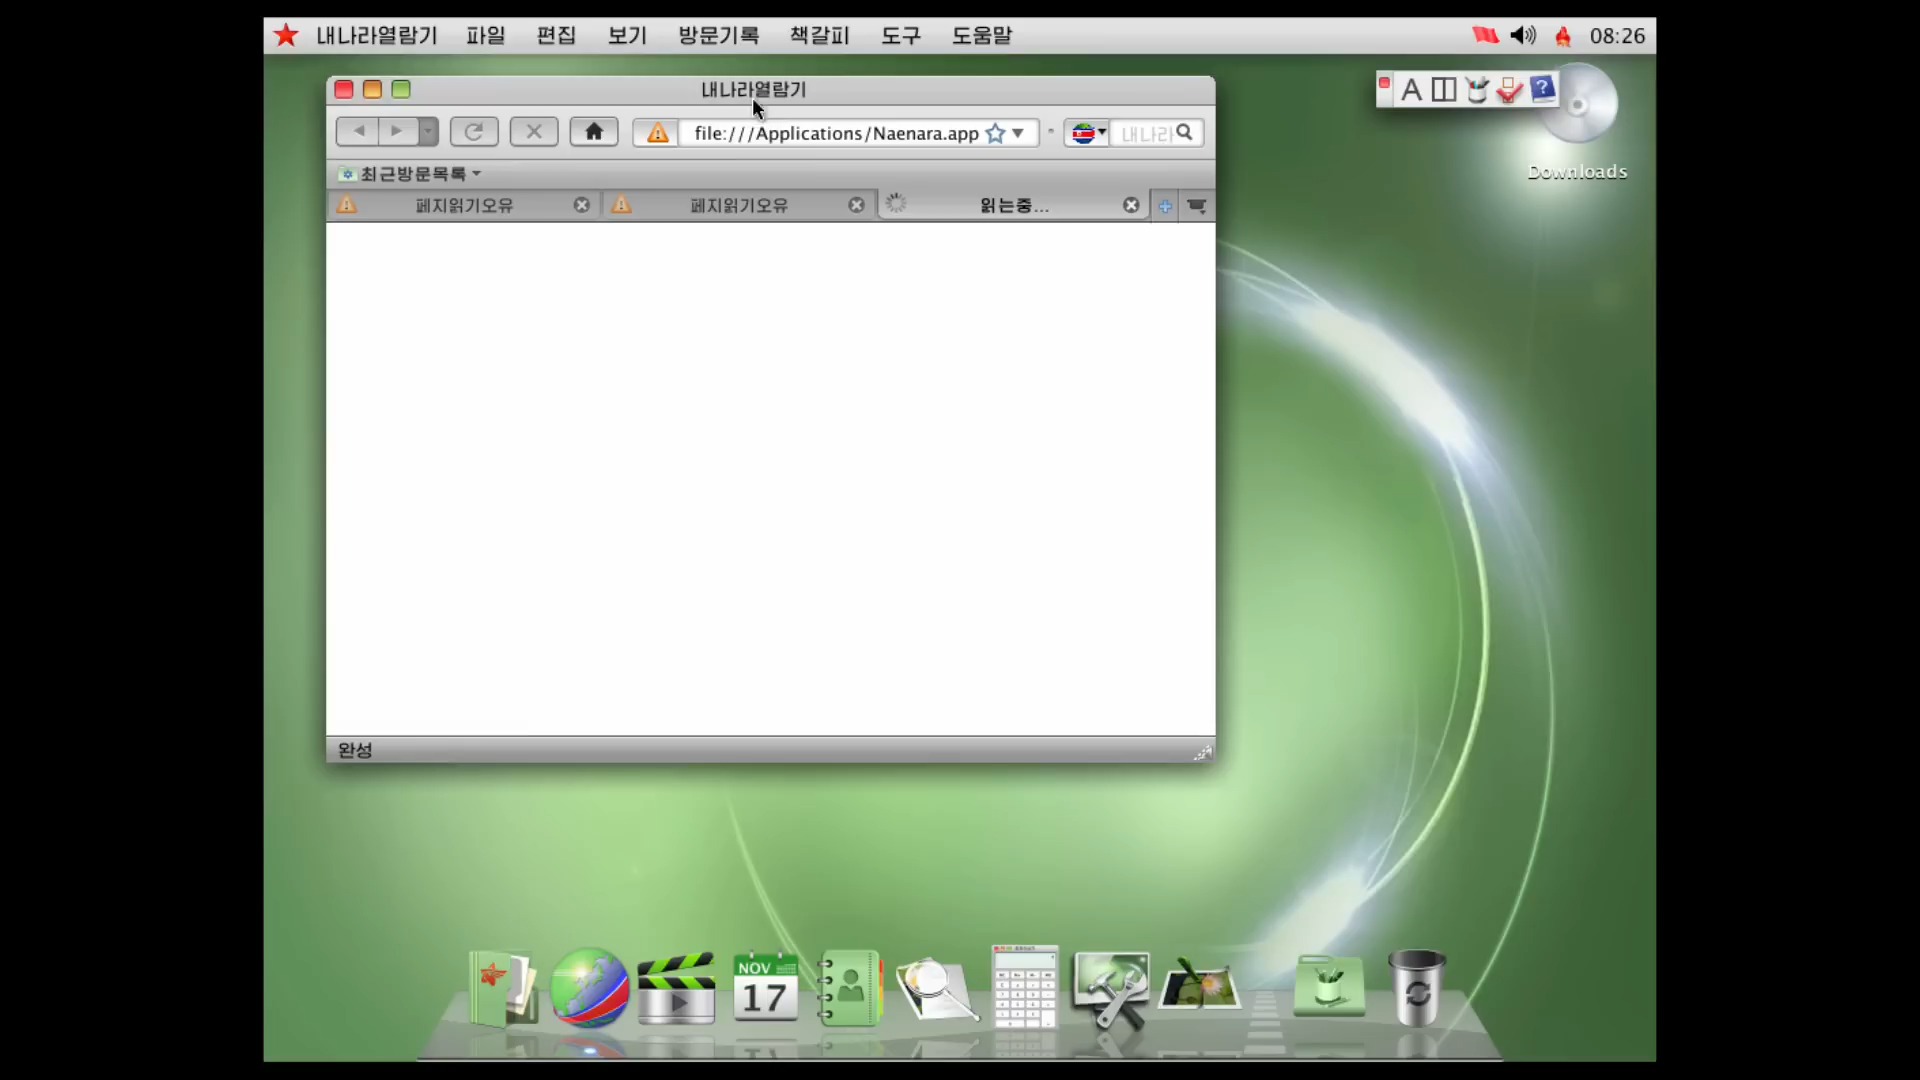 내나라열람기 파일 편집 보기 방문기록 책갈피 도구 도움말 08:26
내나라열람기
A
file:///Applications/Naenara.app
내나라
최근방문목록
Downloads
페지읽기오유 페지읽기오유 읽는중...
완성
NOV
17